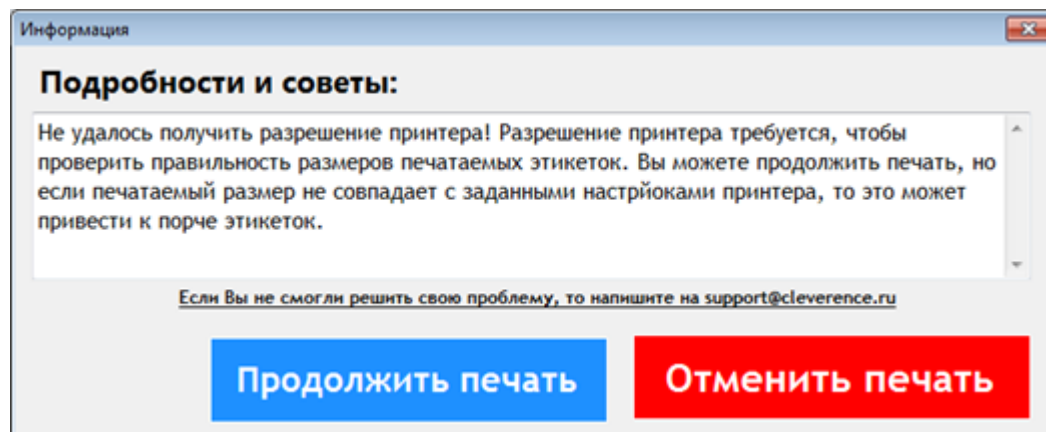 Информация
Подробности и советы:
Не удалось получить разрешение принтера! Разрешение принтера требуется, чтобы
проверить правильность размеров печатаемых этикеток. Вы можете продолжить печать, но
если печатаемый размер не совпадает с заданными настрйоками принтера, то это может
привести к порче этикеток.
Если Вы не смогли решить свою проблему, то напишите на support@cleverence.ru
Продолжить печать
Отменить печать